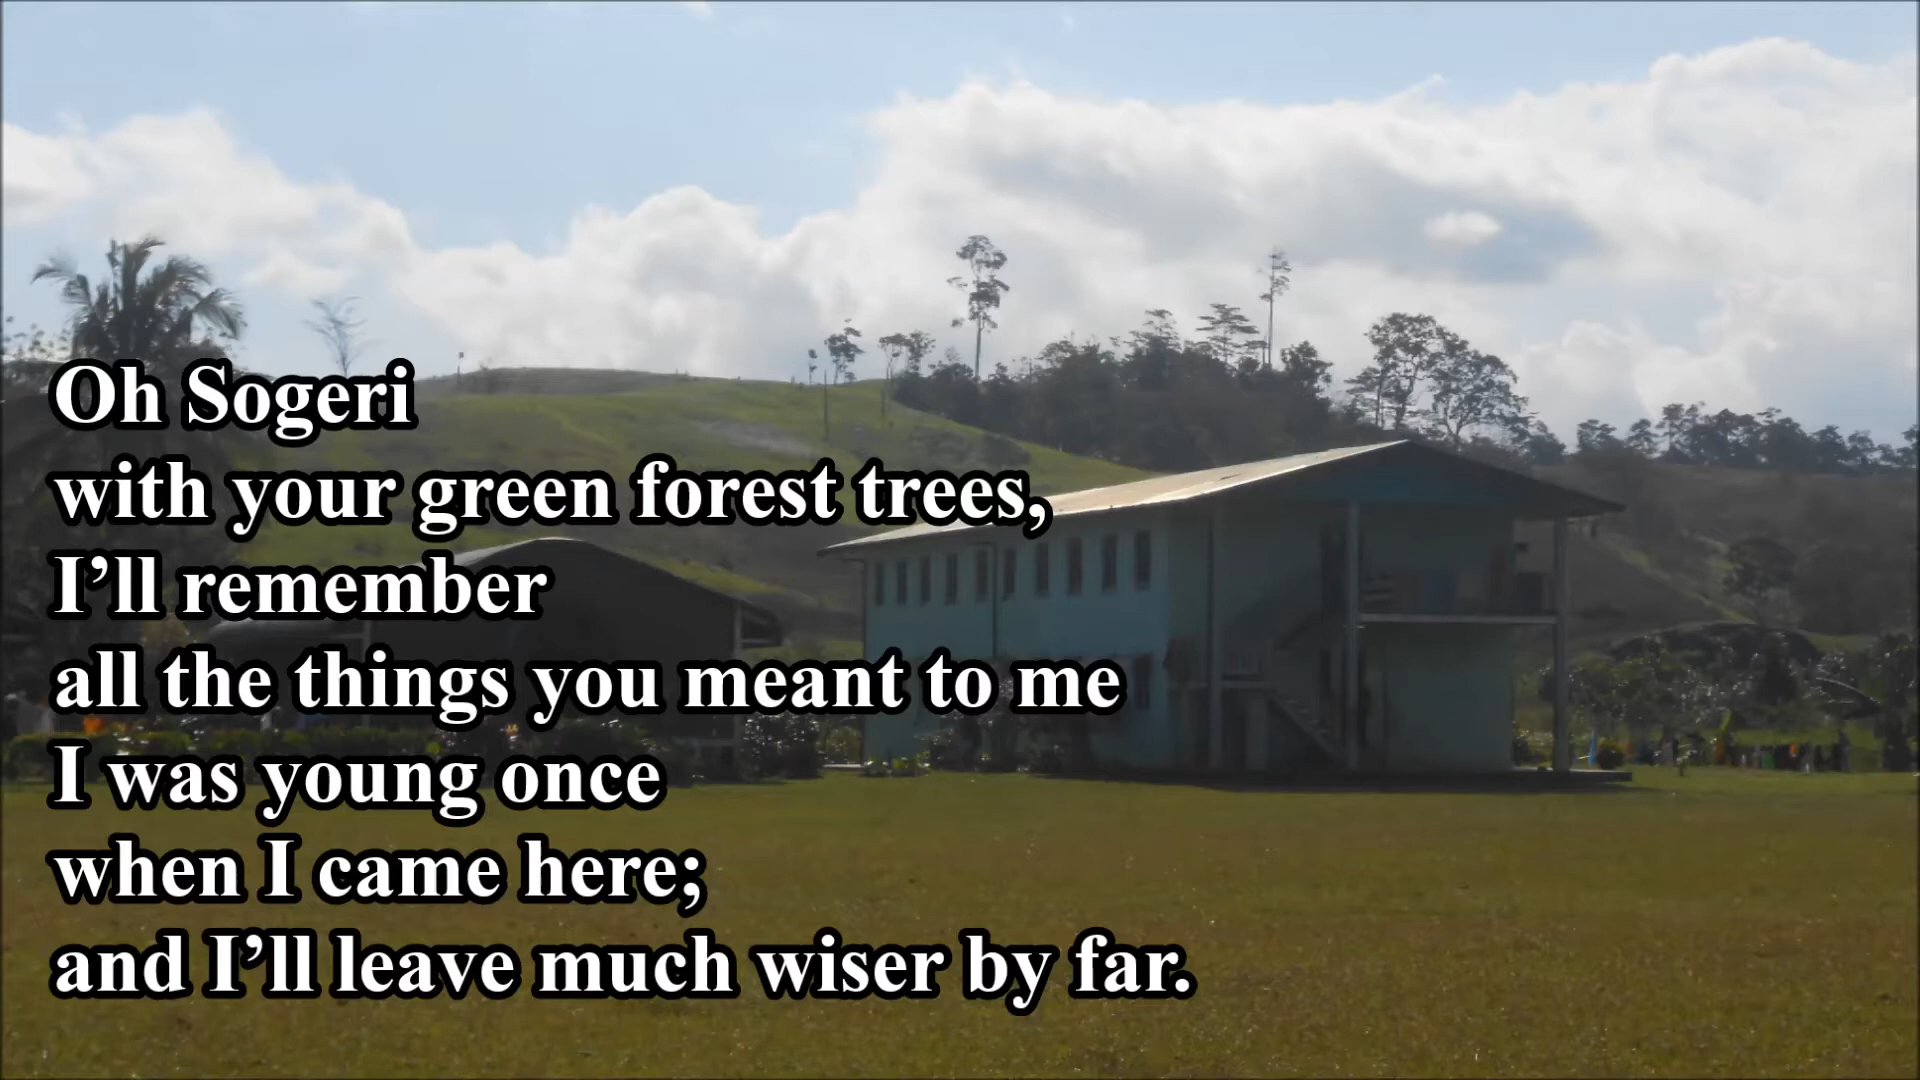 Oh Sogeri
with your green forest trees,
I’ll remember
all the things you meant to me
I was young once
when I came here;
and I’ll leave much wiser by far.